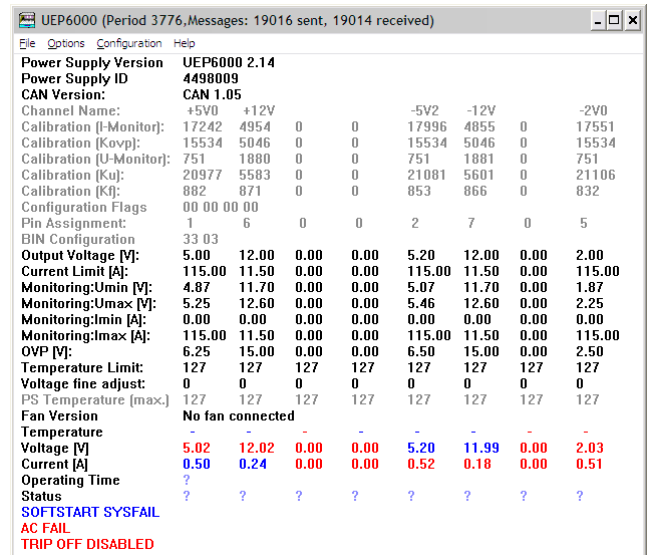 UEP6000 (Period 3776,Messages: 19016 sent, 19014 received)
File Options Configuration Help
Power Supply Version UEP6000 2.14
Power Supply ID 4498009
CAN Version: CAN 1.05
Channel Name: +5V0 +12V -5V2 -12V -2V0
Calibration (I-Monitor): 17242 4954 0 0 17996 4855 0 17551
Calibration (Kovp): 15534 5046 0 0 15534 5046 0 15534
Calibration (U-Monitor): 751 1880 0 0 751 1881 0 751
Calibration (Ku): 20977 5583 0 0 21081 5601 0 21106
Calibration (Kf): 882 871 0 0 853 866 0 832
Configuration Flags 00 00 00 00
Pin Assignment: 1 6 0 0 2 7 0 5
BIN Configuration 33 03
Output Voltage [V]: 5.00 12.00 0.00 0.00 5.20 12.00 0.00 2.00
Current Limit [A]: 115.00 11.50 0.00 0.00 115.00 11.50 0.00 115.00
Monitoring:Umin [V]: 4.87 11.70 0.00 0.00 5.07 11.70 0.00 1.87
Monitoring:Umax [V]: 5.25 12.60 0.00 0.00 5.46 12.60 0.00 2.25
Monitoring:Imin [A]: 0.00 0.00 0.00 0.00 0.00 0.00 0.00 0.00
Monitoring:Imax [A]: 115.00 11.50 0.00 0.00 115.00 11.50 0.00 115.00
OVP [V]: 6.25 15.00 0.00 0.00 6.50 15.00 0.00 2.50
Temperature Limit: 127 127 127 127 127 127 127 127
Voltage fine adjust: 0 0 0 0 0 0 0 0
PS Temperature (max.) 127 127 127 127 127 127 127 127
Fan Version No fan connected
Temperature - - - - - - - -
Voltage [V] 5.02 12.02 0.00 0.00 5.20 11.99 0.00 2.03
Current [A] 0.50 0.24 0.00 0.00 0.52 0.18 0.00 0.51
Operating Time ?
Status ? ? ? ? ? ? ? ?
SOFTSTART SYSFAIL
AC FAIL
TRIP OFF DISABLED